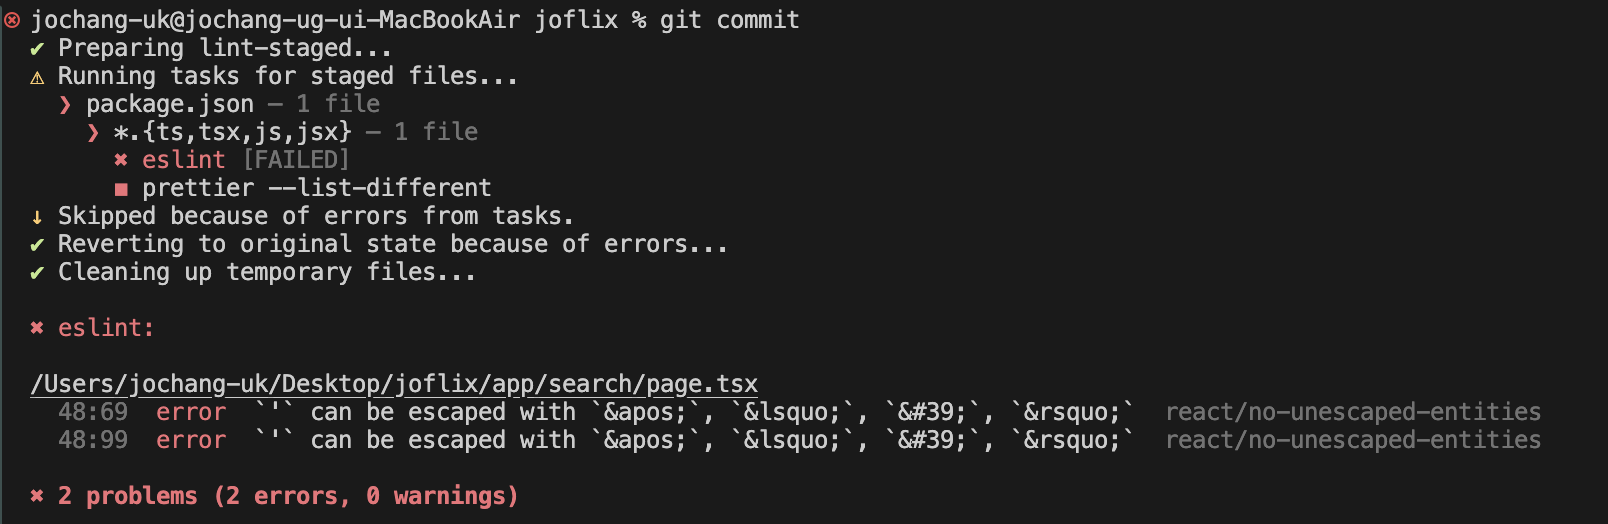 jochang-uk@jochang-ug-ui-MacBookAir joflix % git commit
✔ Preparing lint-staged...
⚠ Running tasks for staged files...
❯ package.json — 1 file
❯ *.{ts,tsx,js,jsx} — 1 file
✖ eslint [FAILED]
■ prettier --list-different
↓ Skipped because of errors from tasks.
✔ Reverting to original state because of errors...
✔ Cleaning up temporary files...
✖ eslint:
/Users/jochang-uk/Desktop/joflix/app/search/page.tsx
48:69 error `'` can be escaped with `&apos;`, `&lsquo;`, `&#39;`, `&rsquo;` react/no-unescaped-entities
48:99 error `'` can be escaped with `&apos;`, `&lsquo;`, `&#39;`, `&rsquo;` react/no-unescaped-entities
✖ 2 problems (2 errors, 0 warnings)